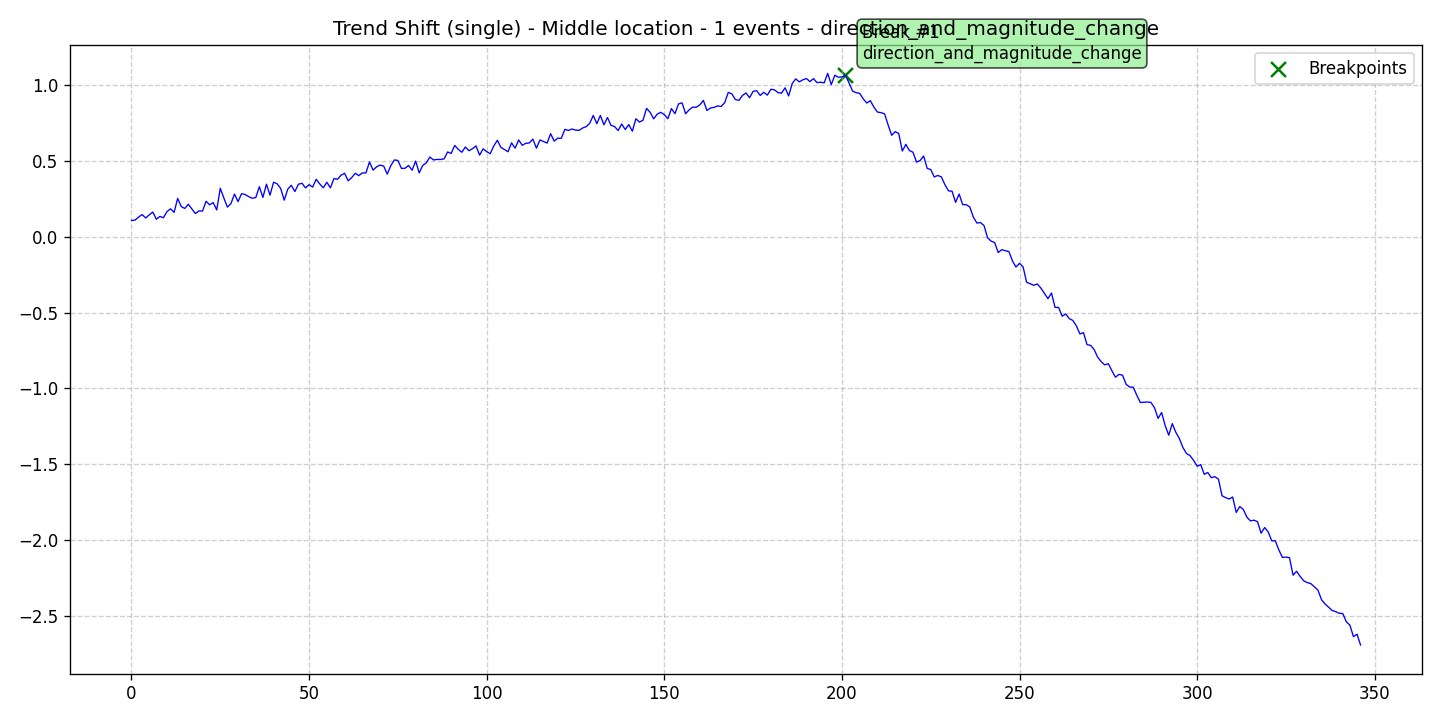 Trend Shift (single) - Middle location - 1 events - direction_and_magnitude_change
Break #1
direction_and_magnitude_change
Breakpoints
1.0
0.5
0.0
−0.5
−1.0
−1.5
−2.0
−2.5
0 50 100 150 200 250 300 350